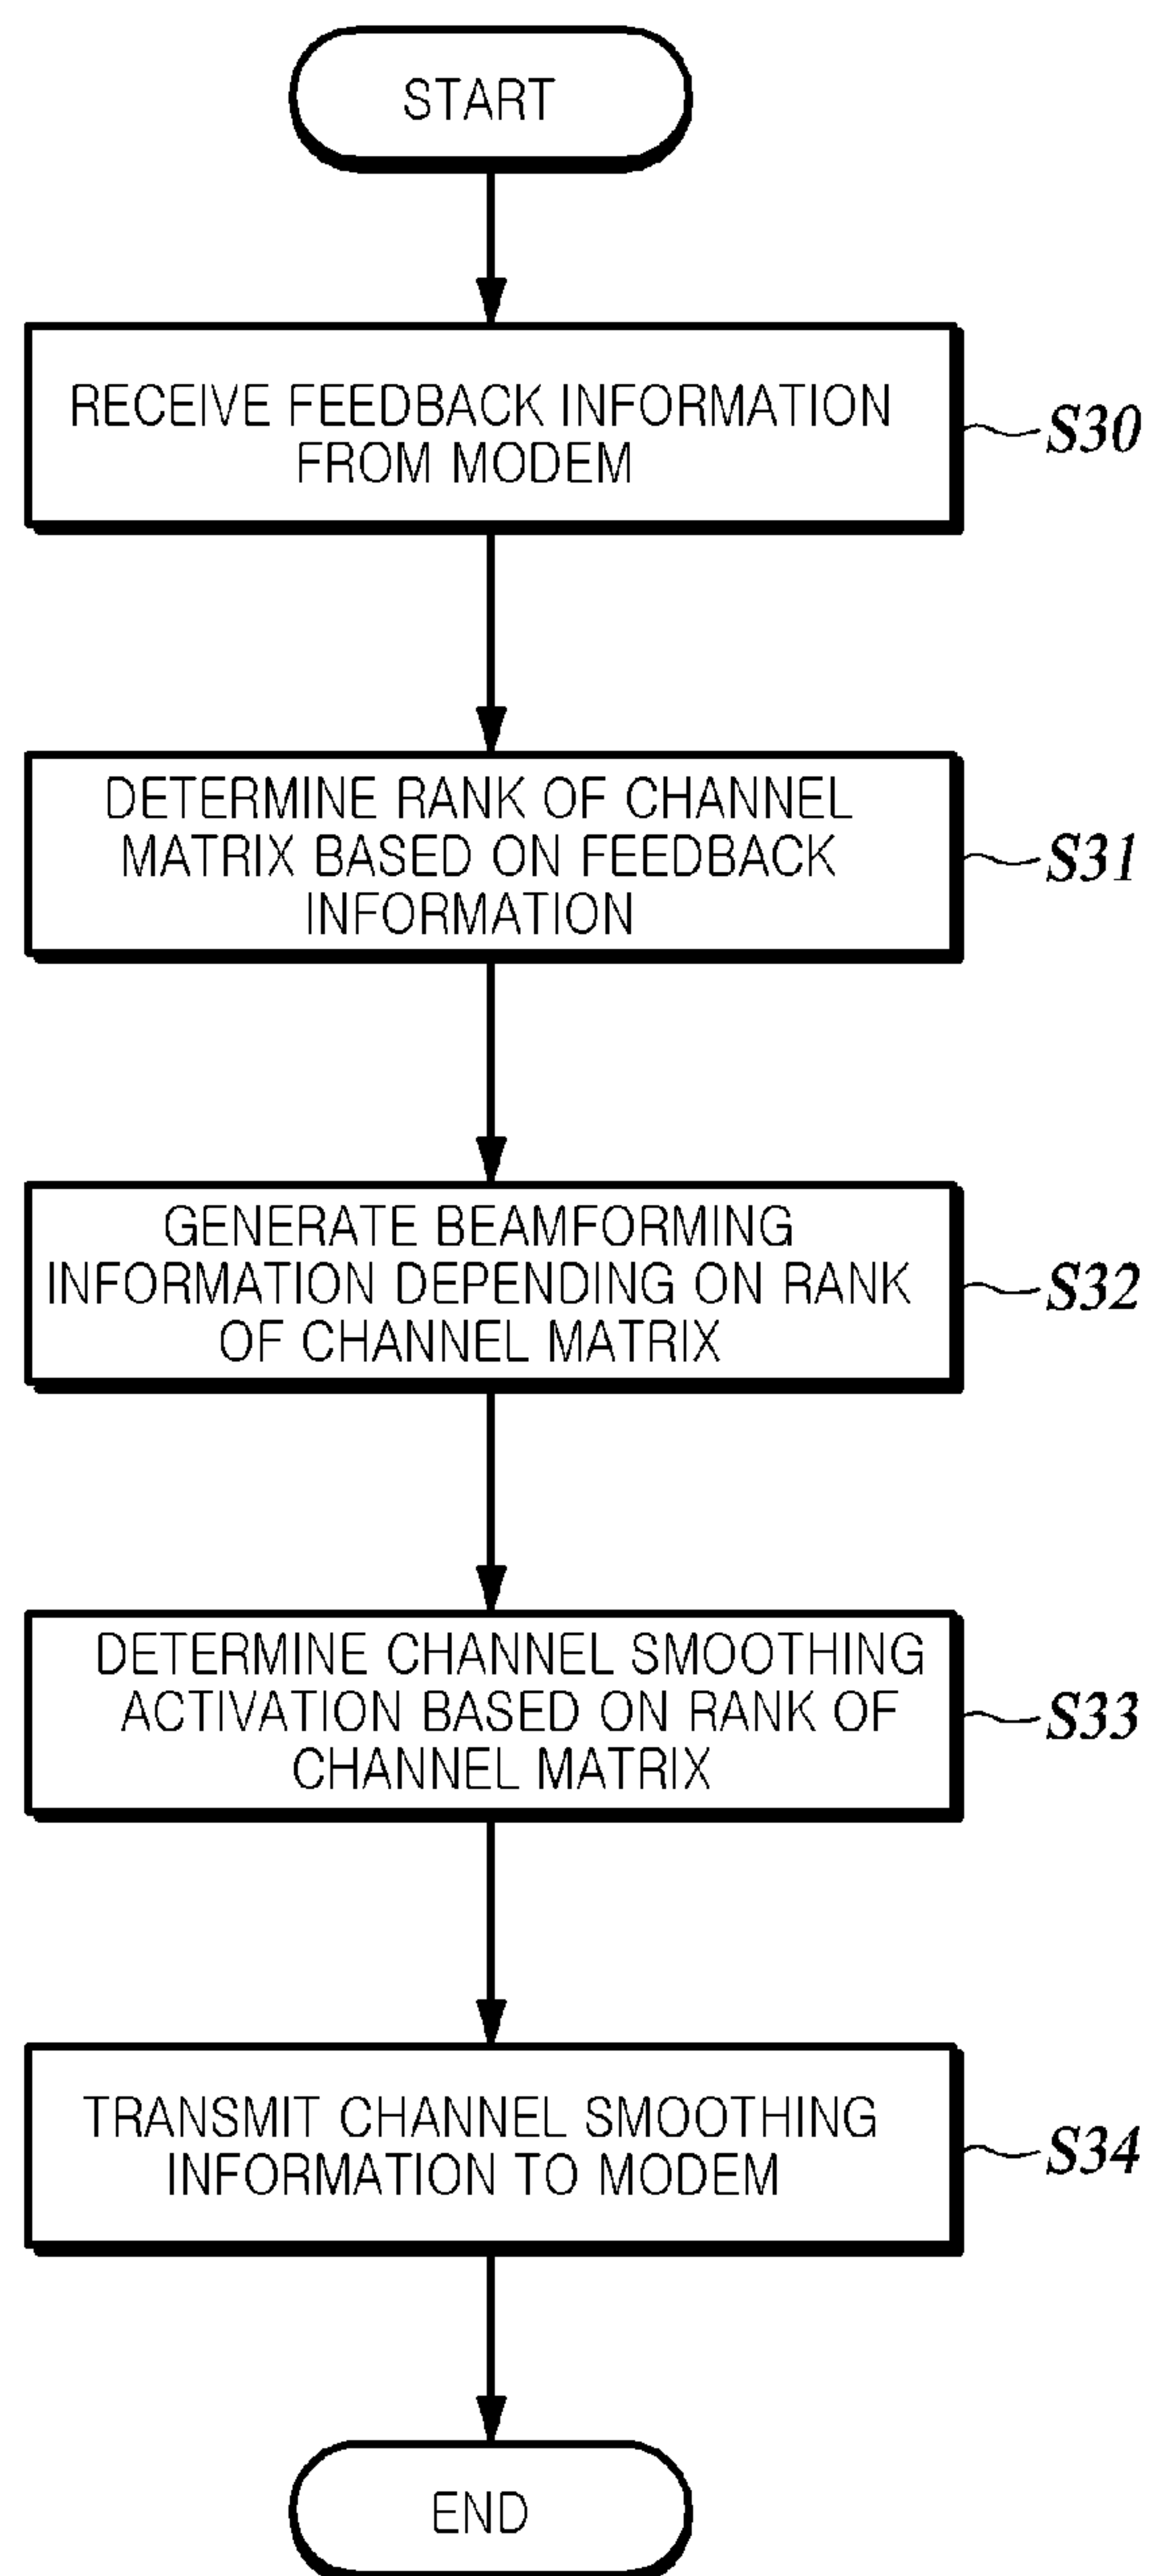 START
RECEIVE FEEDBACK INFORMATION
FROM MODEM
S30
DETERMINE RANK OF CHANNEL
MATRIX BASED ON FEEDBACK
INFORMATION
S31
GENERATE BEAMFORMING
INFORMATION DEPENDING ON RANK
OF CHANNEL MATRIX
S32
DETERMINE CHANNEL SMOOTHING
ACTIVATION BASED ON RANK OF
CHANNEL MATRIX
S33
TRANSMIT CHANNEL SMOOTHING
INFORMATION TO MODEM
S34
END